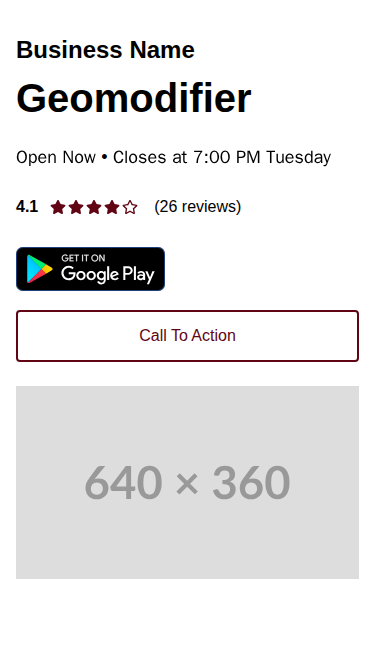 Business Name
Geomodifier
Open Now • Closes at 7:00 PM Tuesday
4.1 (26 reviews)
GET IT ON
Google Play
Call To Action
640 × 360